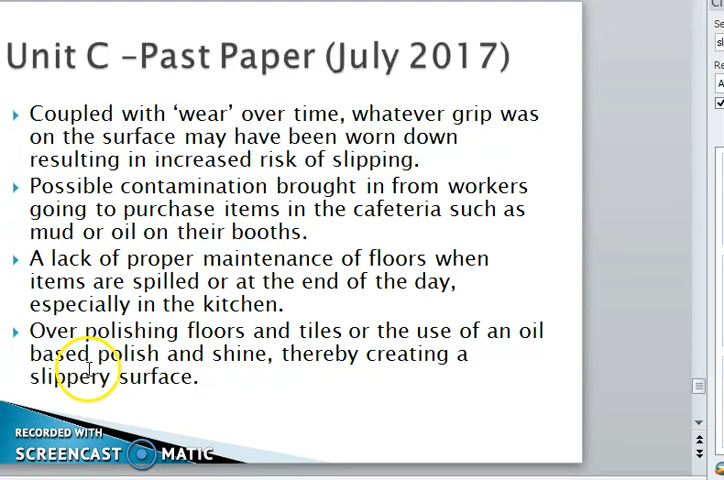 Unit C –Past Paper (July 2017)
Coupled with ‘wear’ over time, whatever grip was
on the surface may have been worn down
resulting in increased risk of slipping.
Possible contamination brought in from workers
going to purchase items in the cafeteria such as
mud or oil on their booths.
A lack of proper maintenance of floors when
items are spilled or at the end of the day,
especially in the kitchen.
Over polishing floors and tiles or the use of an oil
based polish and shine, thereby creating a
slippery surface.
RECORDED WITH
SCREENCAST MATIC